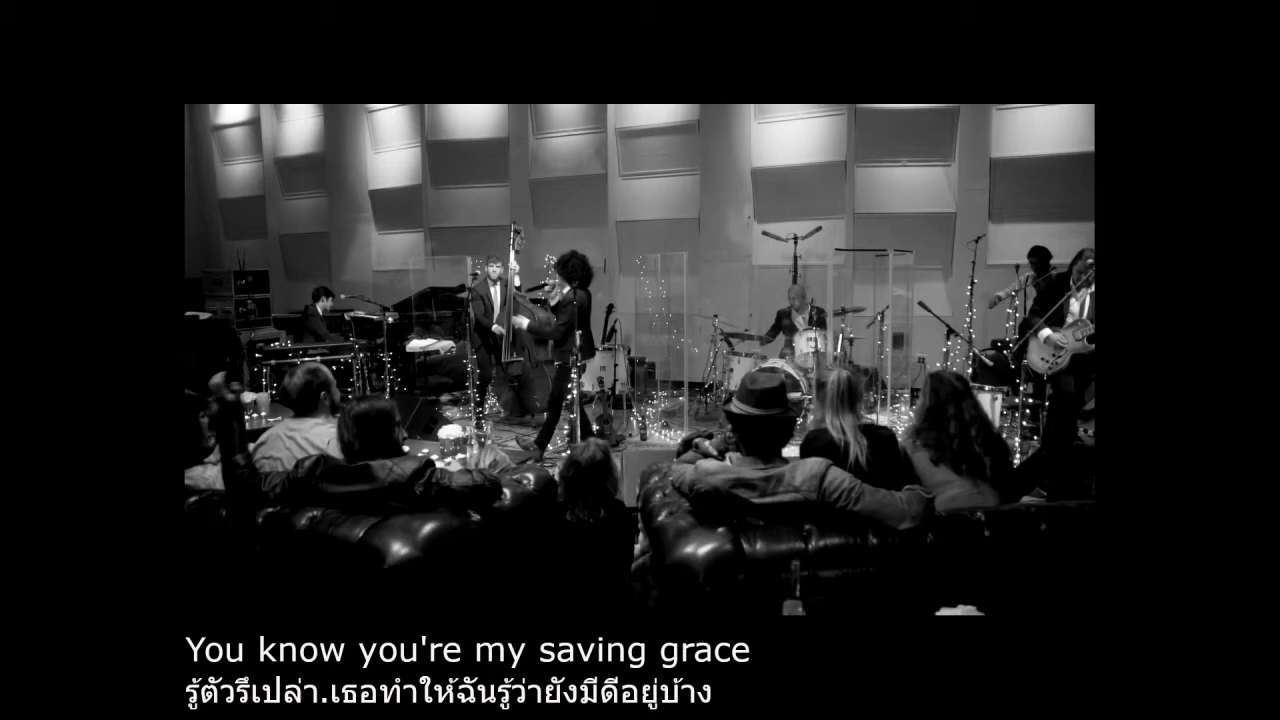 You know you're my saving grace
รู้ตัวรึเปล่า.เธอทำให้ฉันรู้ว่ายังมีดีอยู่บ้าง